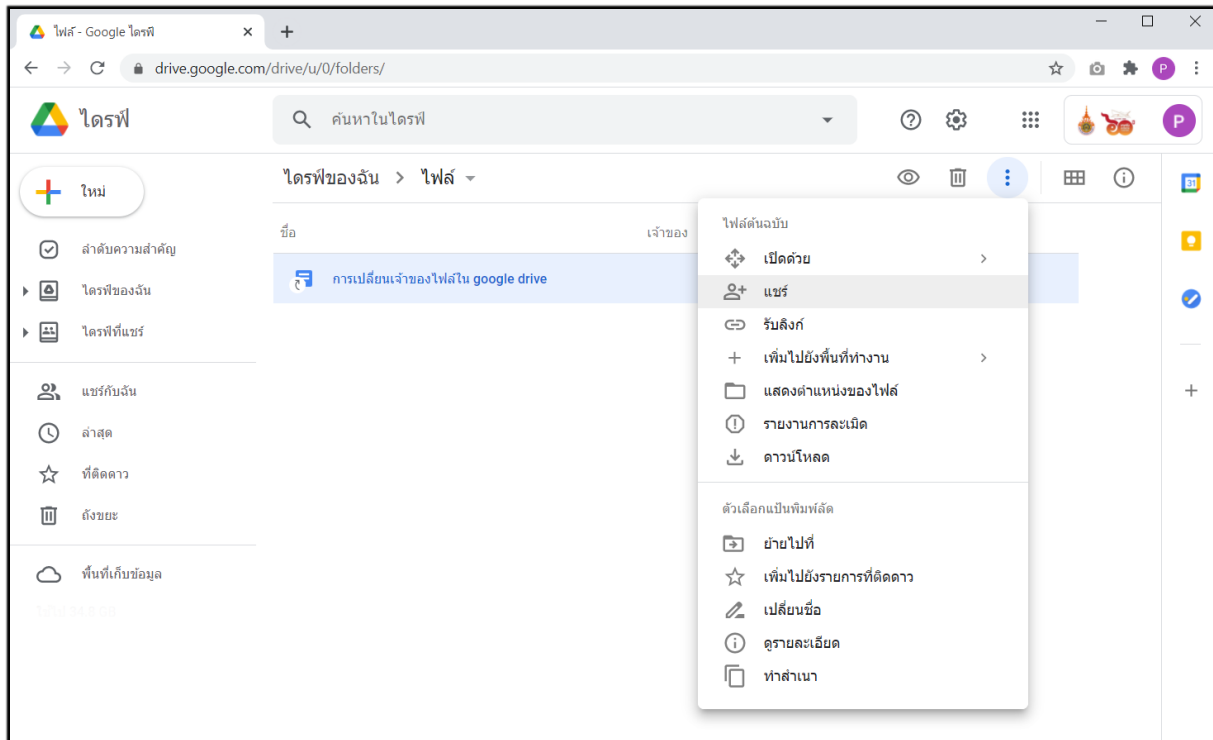 ไฟล์ - Google ไดรฟ์
drive.google.com/drive/u/0/folders/
P
ไดรฟ์
ค้นหาในไดรฟ์
P
ใหม่
ไดรฟ์ของฉัน > ไฟล์
31
ชื่อ
เจ้าของ
ไฟล์ต้นฉบับ
ลำดับความสำคัญ
เปิดด้วย
การเปลี่ยนเจ้าของไฟล์ใน google drive
ไดรฟ์ของฉัน
แชร์
ไดรฟ์ที่แชร์
รับลิงก์
เพิ่มไปยังพื้นที่ทำงาน
แชร์กับฉัน
แสดงตำแหน่งของไฟล์
ล่าสุด
รายงานการละเมิด
ดาวน์โหลด
ที่ติดดาว
ถังขยะ
ตัวเลือกแป้นพิมพ์ลัด
ย้ายไปที่
พื้นที่เก็บข้อมูล
เพิ่มไปยังรายการที่ติดดาว
เปลี่ยนชื่อ
ดูรายละเอียด
ทำสำเนา